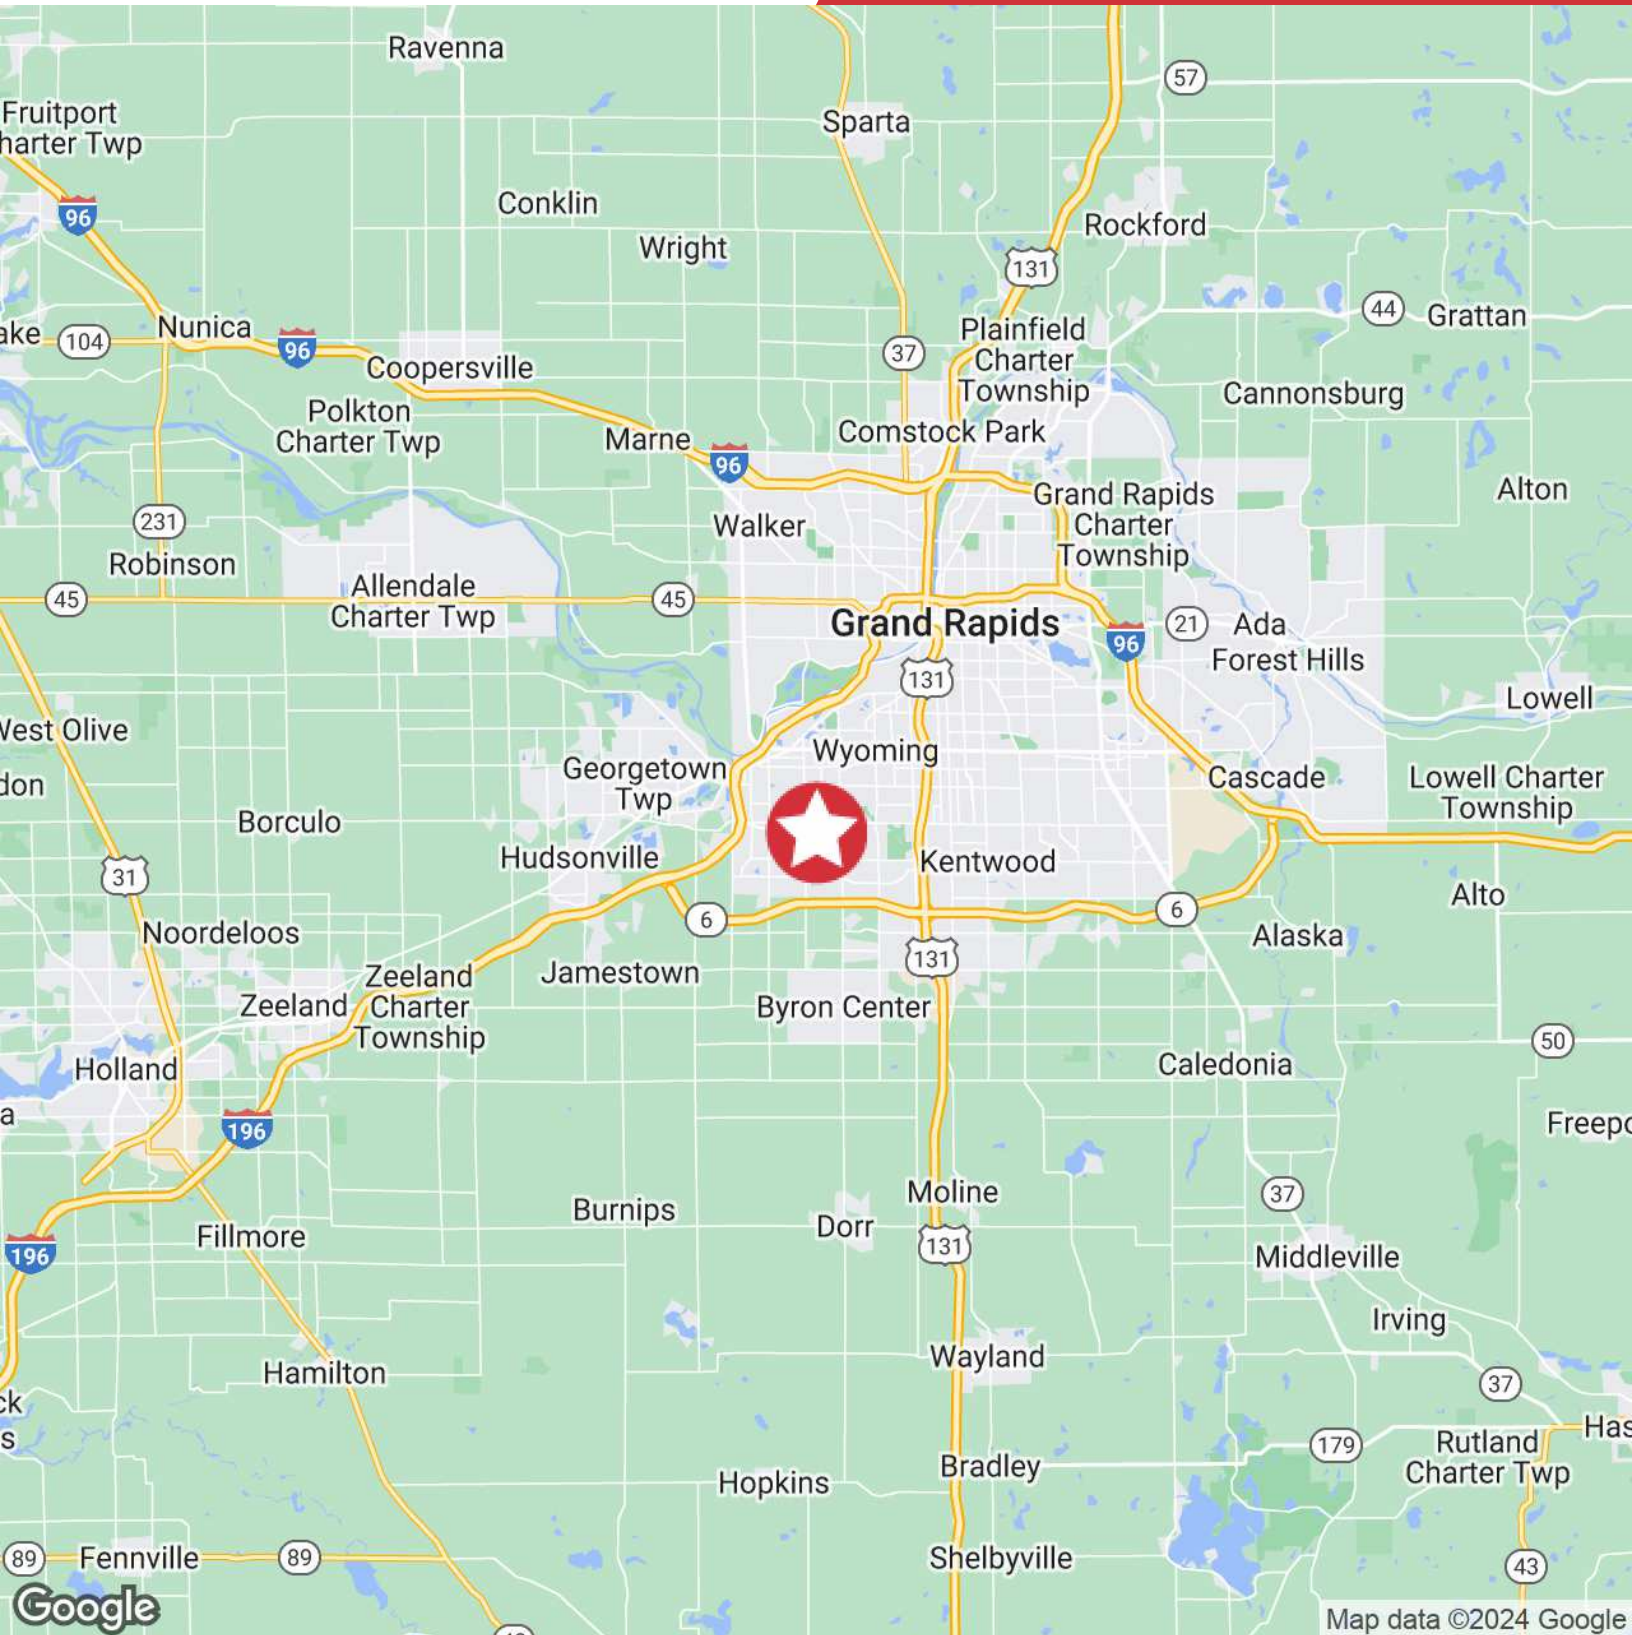 Ravenna
57
Fruitport
harter Twp
Sparta
Conklin
96
Rockford
Wright
131
44
Grattan
ake
104
Nunica
96
Plainfield
Charter
Township
37
Coopersville
Cannonsburg
Polkton
Charter Twp
Marne
Comstock Park
96
Grand Rapids
Charter
Township
Alton
231
Walker
Robinson
Allendale
Charter Twp
45
45
Grand Rapids
21
Ada
96
Forest Hills
131
Lowell
West Olive
Wyoming
Georgetown
Twp
don
Cascade
Lowell Charter
Township
Borculo
Hudsonville
Kentwood
31
Alto
6
6
Noordeloos
Alaska
131
Jamestown
Zeeland
Charter
Township
Zeeland
Byron Center
50
Holland
Caledonia
a
Freepo
196
Moline
37
Burnips
Dorr
Fillmore
131
196
Middleville
Irving
Wayland
Hamilton
37
ck
s
Has
179
Rutland
Charter Twp
Bradley
Hopkins
89
Fennville
89
Shelbyville
43
Google
Map data ©2024 Google